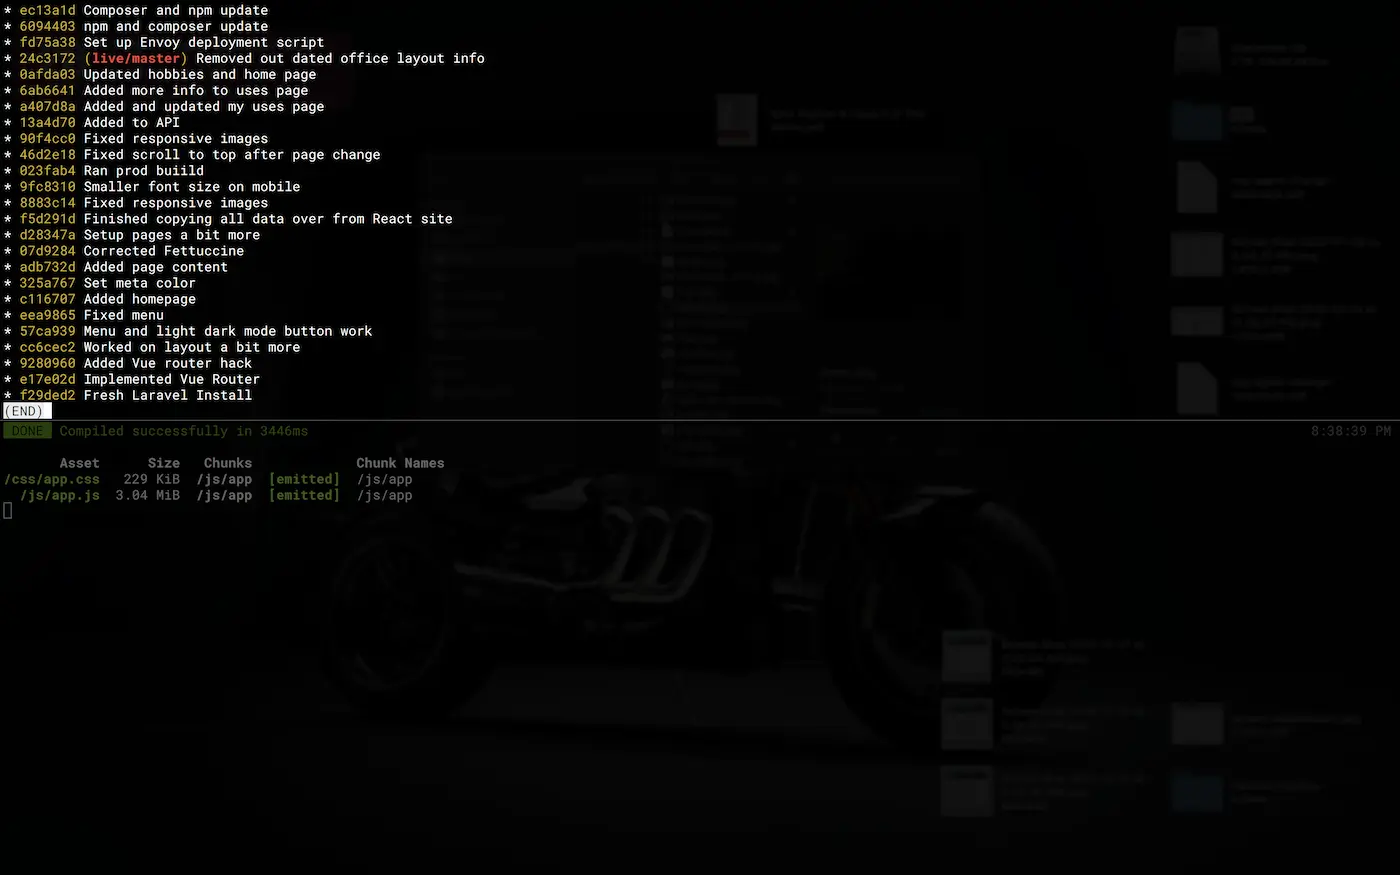 * ec13a1d Composer and npm update
* 6094403 npm and composer update
* fd75a38 Set up Envoy deployment script
* 24c3172 (live/master) Removed out dated office layout info
* 0afda03 Updated hobbies and home page
* 6ab6641 Added more info to uses page
* a407d8a Added and updated my uses page
* 13a4d70 Added to API
* 90f4cc0 Fixed responsive images
* 46d2e18 Fixed scroll to top after page change
* 023fab4 Ran prod buiild
* 9fc8310 Smaller font size on mobile
* 8883c14 Fixed responsive images
* f5d291d Finished copying all data over from React site
* d28347a Setup pages a bit more
* 07d9284 Corrected Fettuccine
* adb732d Added page content
* 325a767 Set meta color
* c116707 Added homepage
* eea9865 Fixed menu
* 57ca939 Menu and light dark mode button work
* cc6cec2 Worked on layout a bit more
* 9280960 Added Vue router hack
* e17e02d Implemented Vue Router
* f29ded2 Fresh Laravel Install
(END)
DONE Compiled successfully in 3446ms 8:38:39 PM
Asset Size Chunks Chunk Names
/css/app.css 229 KiB /js/app [emitted] /js/app
/js/app.js 3.04 MiB /js/app [emitted] /js/app